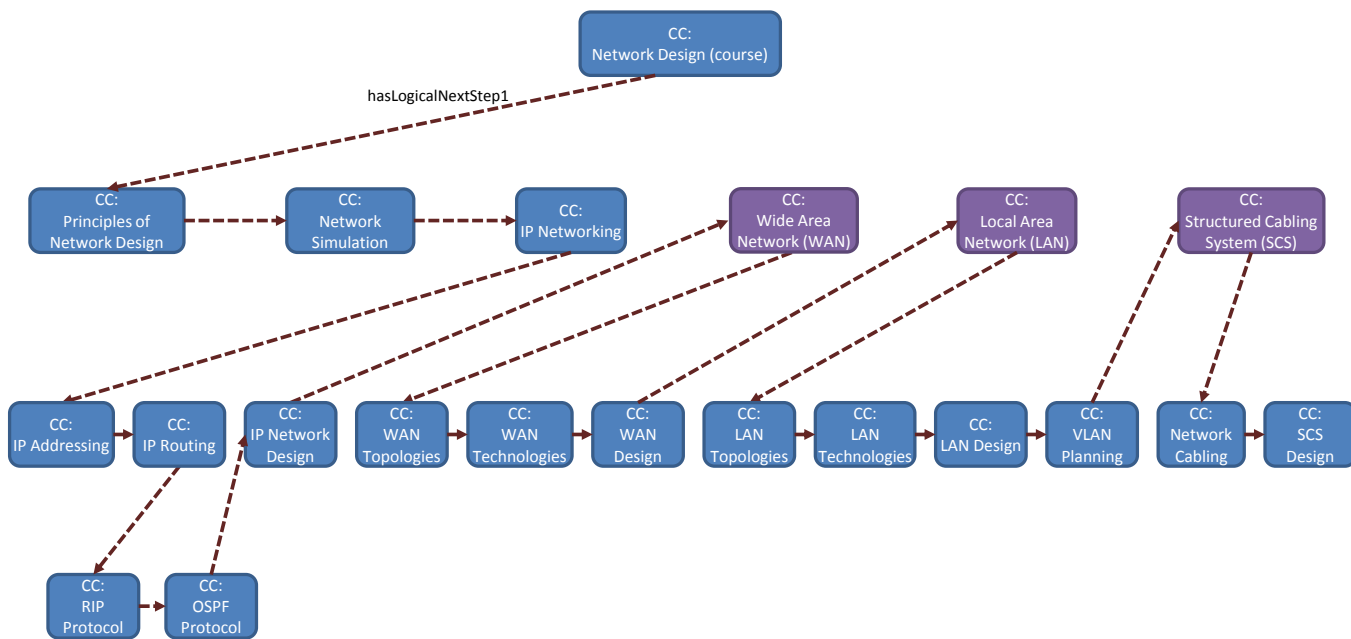 CC:
Network Design (course)
hasLogicalNextStep1
CC:
Principles of
Network Design
CC:
Network
Simulation
CC:
IP Networking
CC:
Wide Area
Network (WAN)
CC:
Local Area
Network (LAN)
CC:
Structured Cabling
System (SCS)
CC:
IP Addressing
CC:
IP Routing
CC:
IP Network
Design
CC:
WAN
Topologies
CC:
WAN
Technologies
CC:
WAN
Design
CC:
LAN
Topologies
CC:
LAN
Technologies
CC:
LAN Design
CC:
VLAN
Planning
CC:
Network
Cabling
CC:
SCS
Design
CC:
RIP
Protocol
CC:
OSPF
Protocol